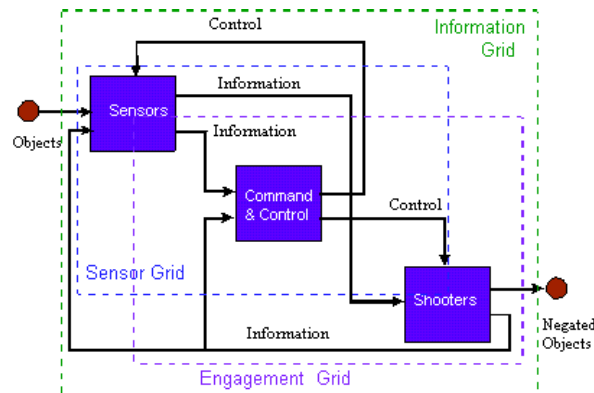 Control
Information
Grid
Information
Sensors
Objects
Information
Command
& Control
Control
Sensor Grid
Shooters
Information
Negated
Objects
Engagement Grid